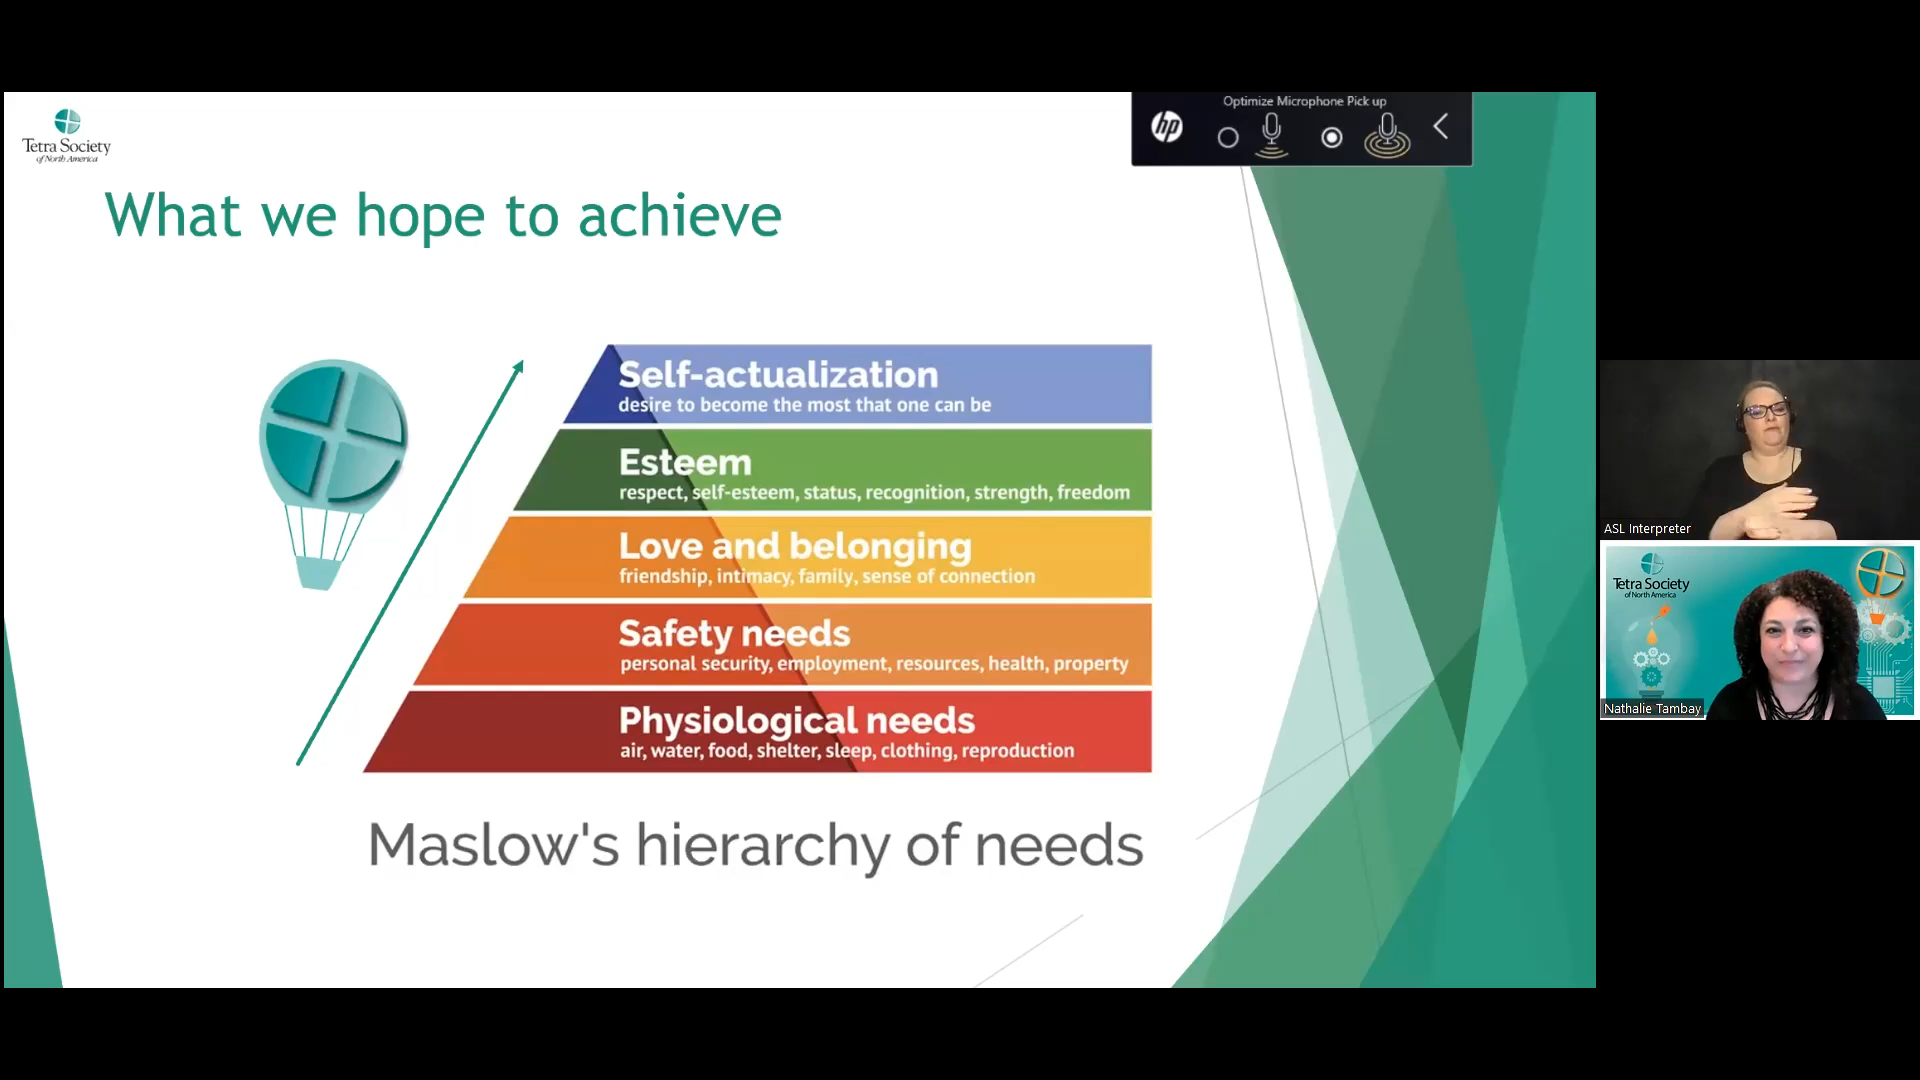 Optimize Microphone Pick up
hp
Tetra Society
of North America
What we hope to achieve
Self-actualization
desire to become the most that one can be
Esteem
respect, self-esteem, status, recognition, strength, freedom
Love and belonging
friendship, intimacy, family, sense of connection
Safety needs
personal security, employment, resources, health, property
Physiological needs
air, water, food, shelter, sleep, clothing, reproduction
Maslow's hierarchy of needs
ASL Interpreter
Tetra Society
of North America
Nathalie Tambay